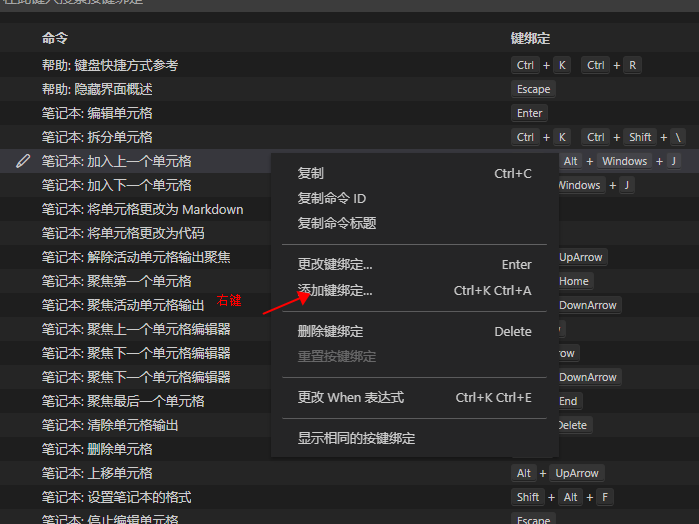 在此键入搜索按键绑定
命令 键绑定
帮助: 键盘快捷方式参考 Ctrl + K Ctrl + R
帮助: 隐藏界面概述 Escape
笔记本: 编辑单元格 Enter
笔记本: 拆分单元格 Ctrl + K Ctrl + Shift + \
笔记本: 加入上一个单元格 Alt + Windows + J
笔记本: 加入下一个单元格 Windows + J
笔记本: 将单元格更改为 Markdown
笔记本: 将单元格更改为代码
笔记本: 解除活动单元格输出聚焦 UpArrow
笔记本: 聚焦第一个单元格 Home
笔记本: 聚焦活动单元格输出 DownArrow
笔记本: 聚焦上一个单元格编辑器
笔记本: 聚焦下一个单元格编辑器 row
笔记本: 聚焦下一个单元格编辑器 DownArrow
笔记本: 聚焦最后一个单元格 End
笔记本: 清除单元格输出 Delete
笔记本: 删除单元格
笔记本: 上移单元格 Alt + UpArrow
笔记本: 设置笔记本的格式 Shift + Alt + F
笔记本: 停止编辑单元格 Escape
复制 Ctrl+C
复制命令 ID
复制命令标题
更改键绑定... Enter
添加键绑定... Ctrl+K Ctrl+A
删除键绑定 Delete
重置按键绑定
更改 When 表达式 Ctrl+K Ctrl+E
显示相同的按键绑定
右键